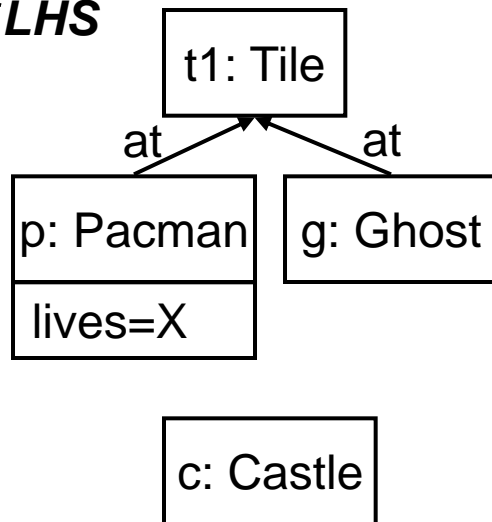 LHS
t1: Tile
at
at
p: Pacman
g: Ghost
lives=X
c: Castle